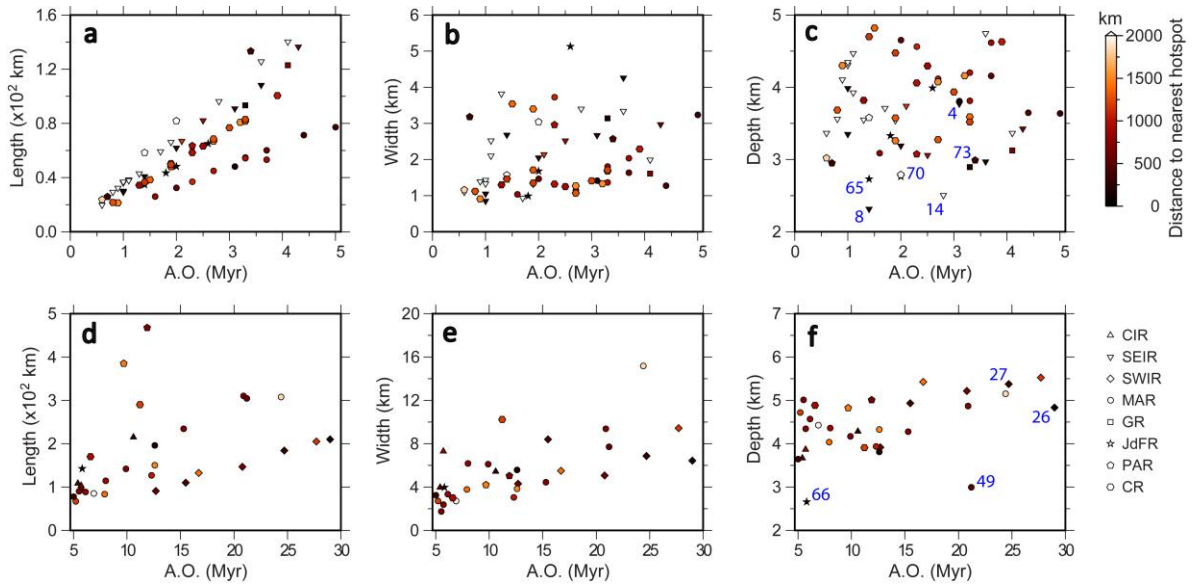 a
Length (x10² km)
1.6
1.2
0.8
0.4
0.0
0 1 2 3 4 5
A.O. (Myr)
b
Width (km)
6
5
4
3
2
1
0
0 1 2 3 4 5
A.O. (Myr)
c
Depth (km)
5
4
3
2
4
73
70
65
14
8
0 1 2 3 4 5
A.O. (Myr)
km
2000
1500
1000
500
0
Distance to nearest hotspot
d
Length (x10² km)
5
4
3
2
1
0
5 10 15 20 25 30
A.O. (Myr)
e
Width (km)
20
16
12
8
4
0
5 10 15 20 25 30
A.O. (Myr)
f
Depth (km)
6
5
4
3
2
27
26
49
66
5 10 15 20 25 30
A.O. (Myr)
CIR
SEIR
SWIR
MAR
GR
JdFR
PAR
CR